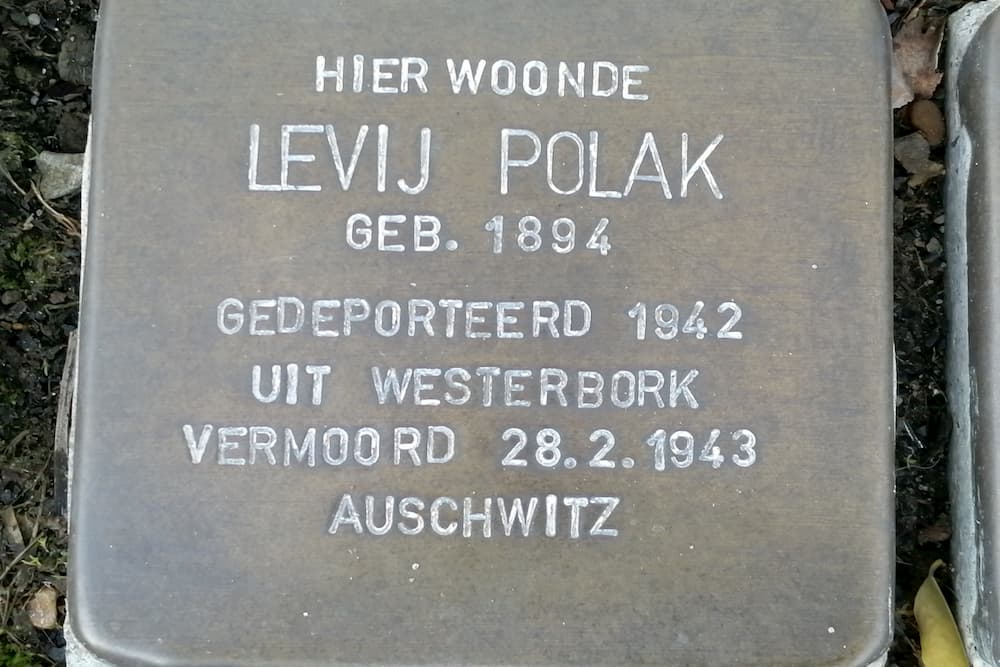 HIER WOONDE
LEVIJ POLAK
GEB. 1894
GEDEPORTEERD 1942
UIT WESTERBORK
VERMOORD 28.2.1943
AUSCHWITZ